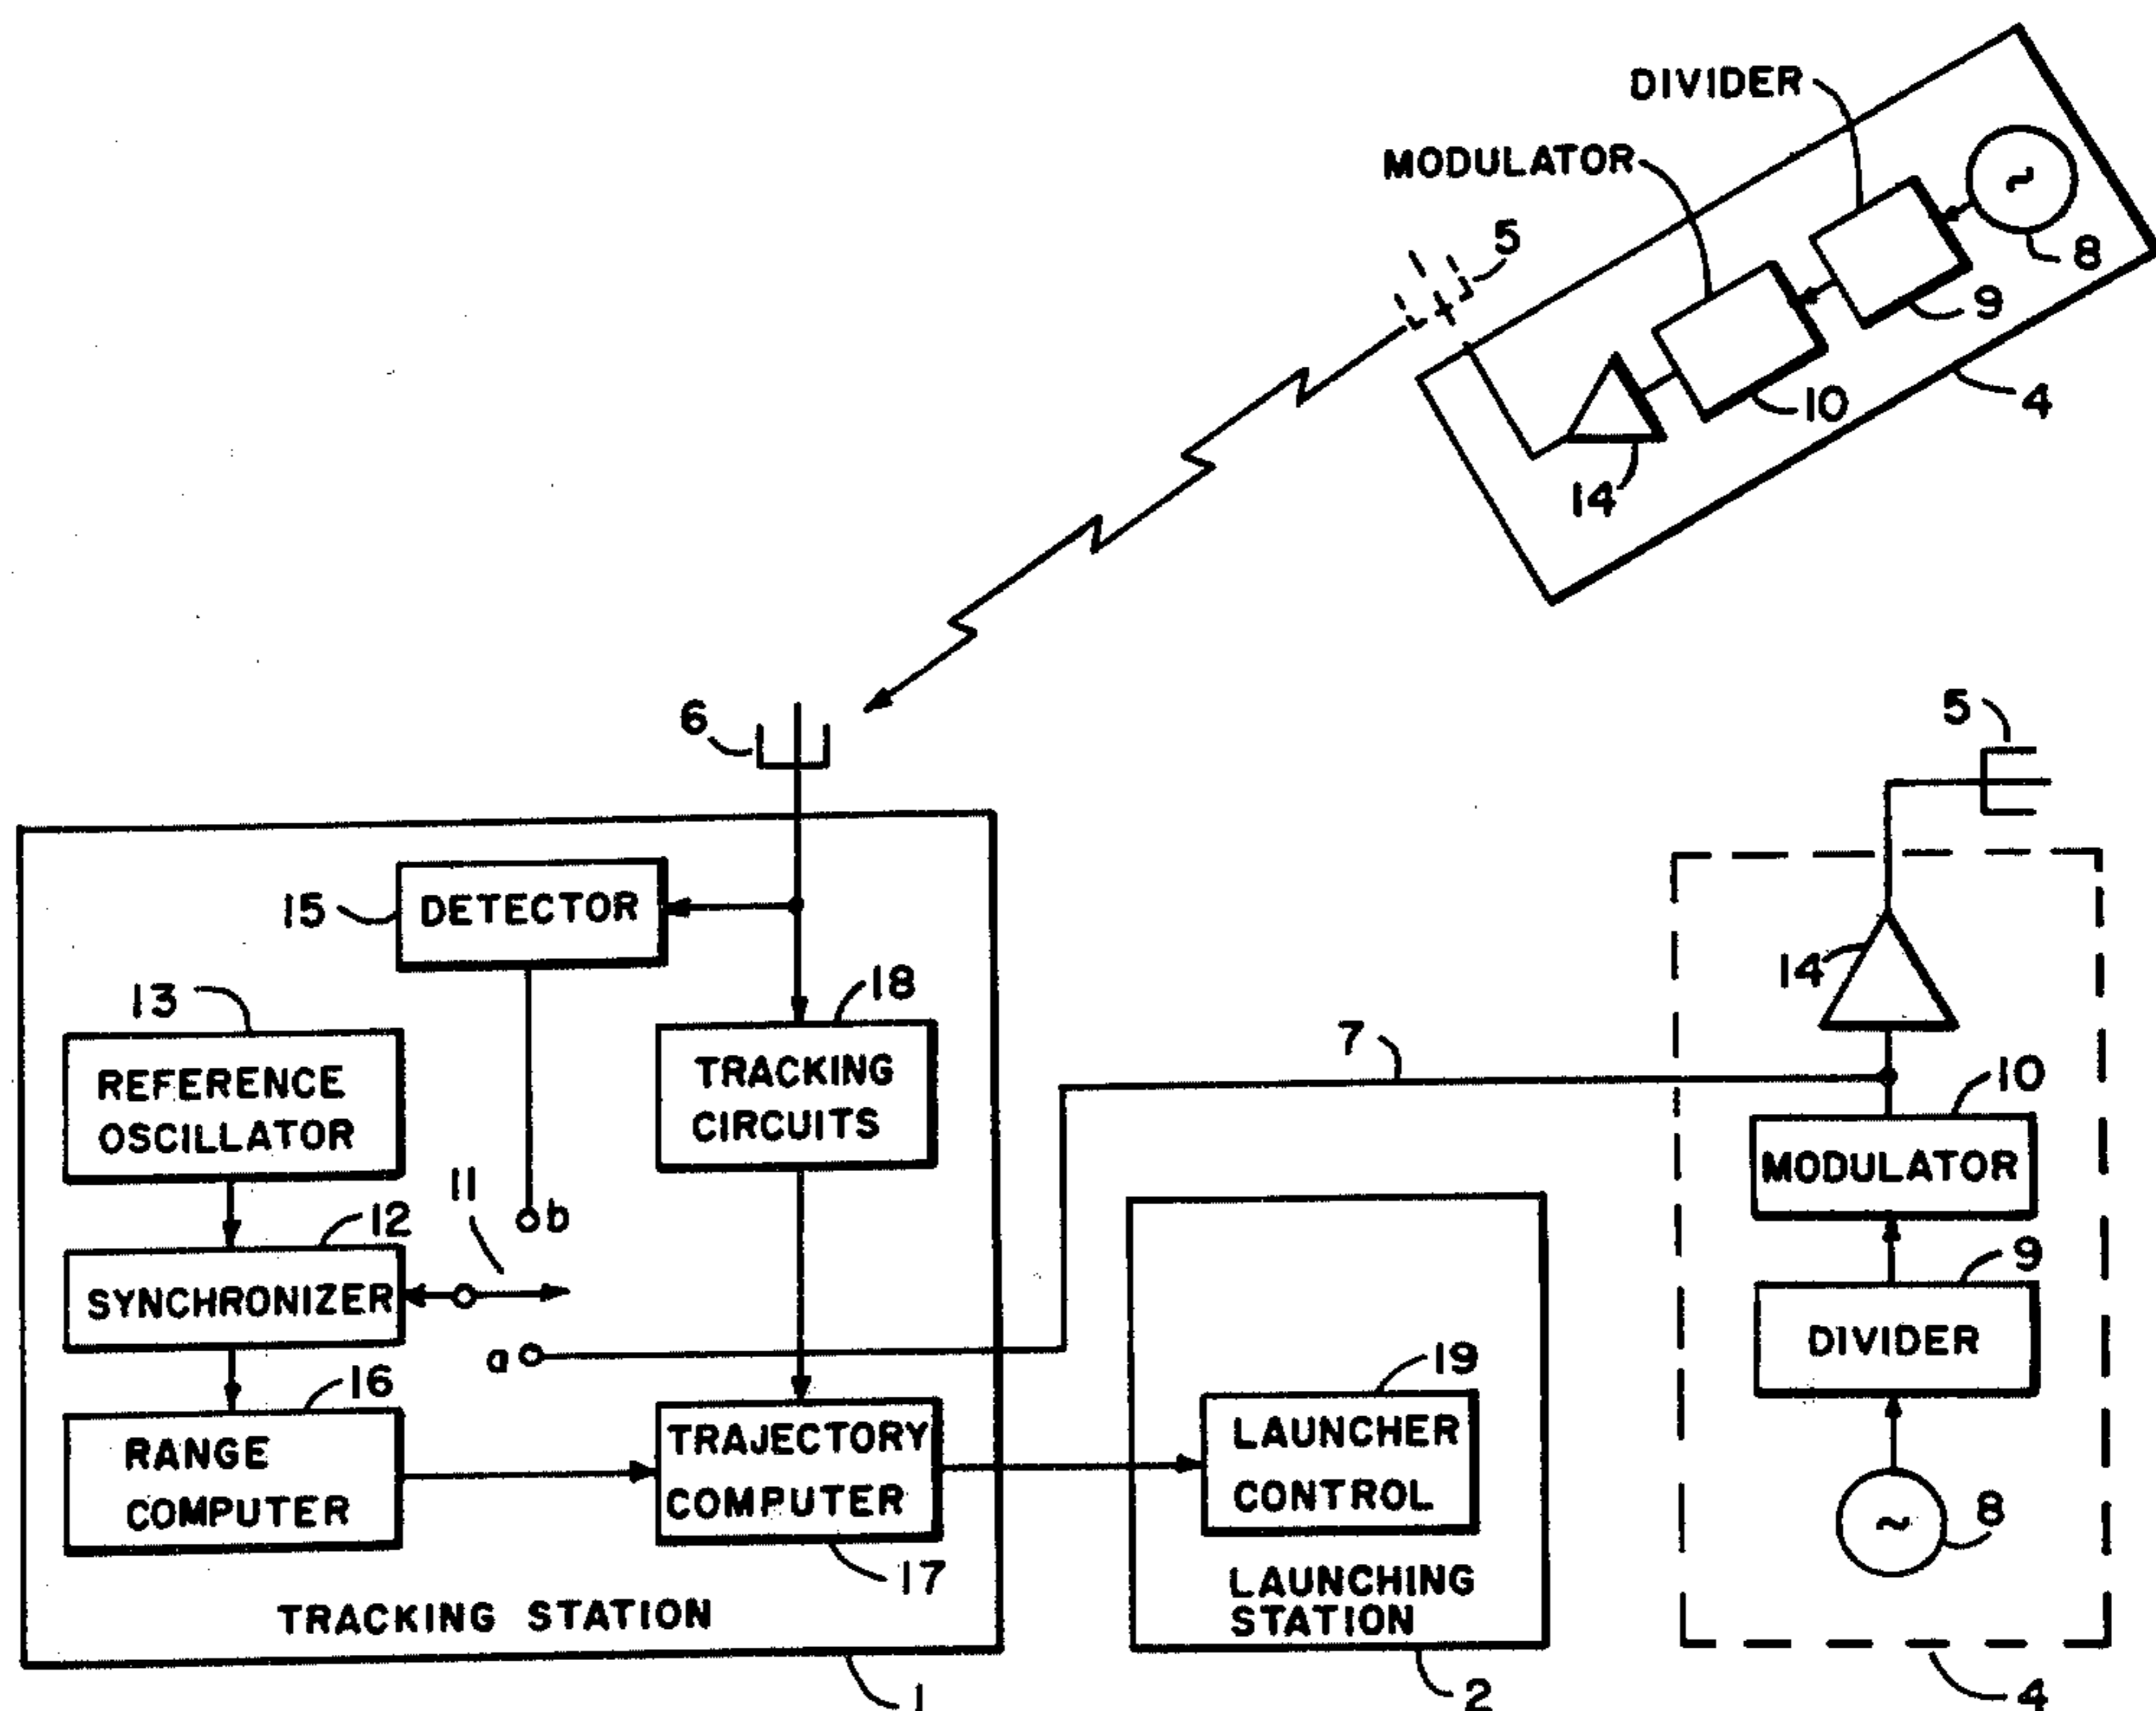 DIVIDER
MODULATOR
5
8
9
10
4
14
6
5
15
DETECTOR
14
13
18
7
10
REFERENCE
OSCILLATOR
TRACKING
CIRCUITS
MODULATOR
11
12
b
9
SYNCHRONIZER
DIVIDER
a
16
19
RANGE
COMPUTER
TRAJECTORY
COMPUTER
LAUNCHER
CONTROL
~
8
17
LAUNCHING
STATION
TRACKING STATION
1
2
4